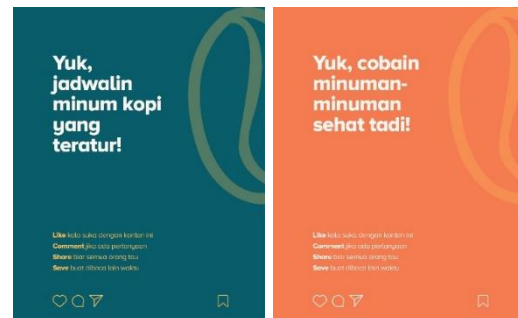 Yuk,
jadwalin
minum kopi
yang
teratur!
Like kalo suka dengan konten ini
Comment jika ada pertanyaan
Share biar semua orang tau
Save buat dibaca lain waktu
Yuk, cobain
minuman-
minuman
sehat tadi!
Like kalo suka dengan konten ini
Comment jika ada pertanyaan
Share biar semua orang tau
Save buat dibaca lain waktu